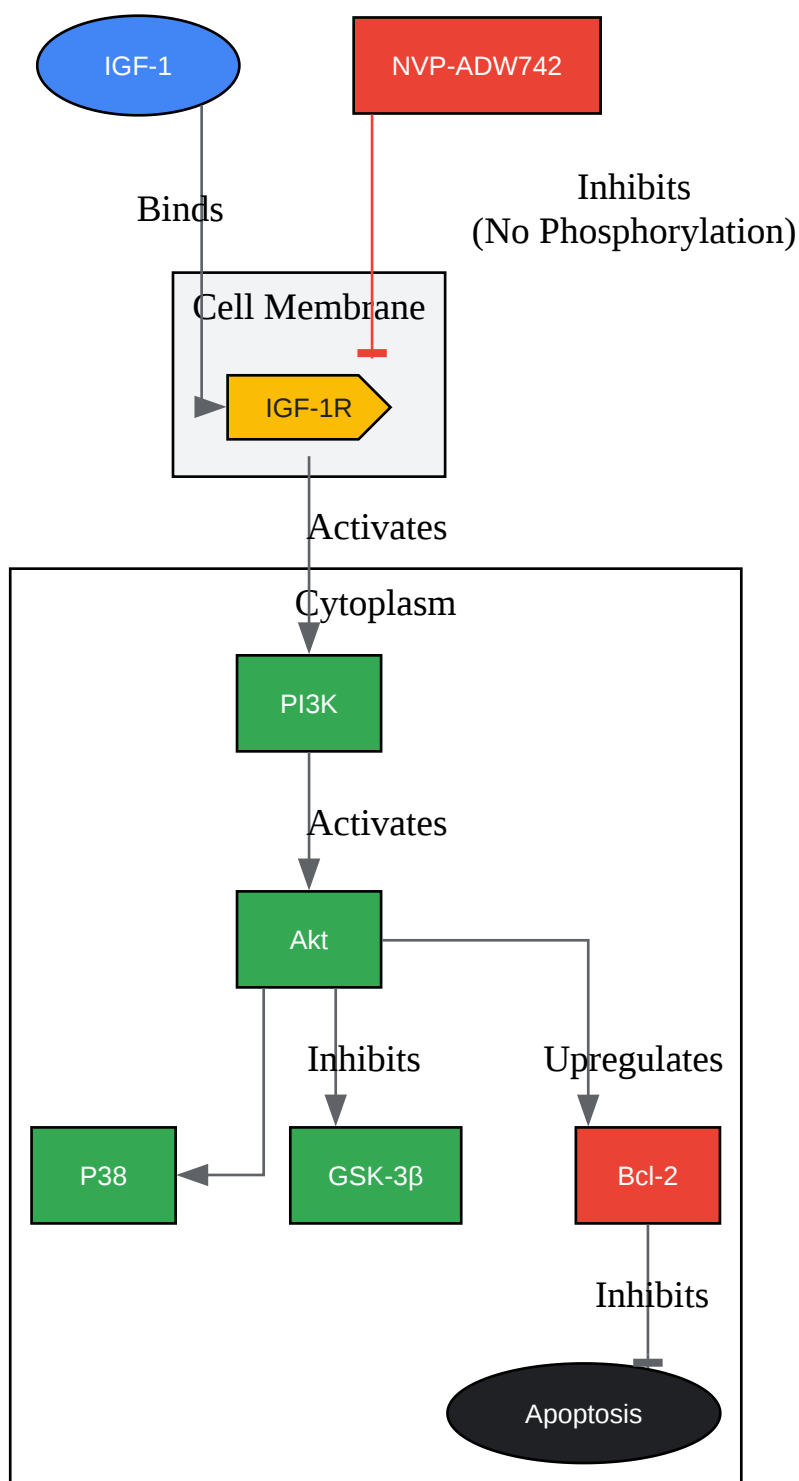 IGF-1
NVP-ADW742
Inhibits
(No Phosphorylation)
Binds
Cell Membrane
IGF-1R
Activates
Cytoplasm
PI3K
Activates
Akt
Inhibits
Upregulates
P38
GSK-3β
Bcl-2
Inhibits
Apoptosis